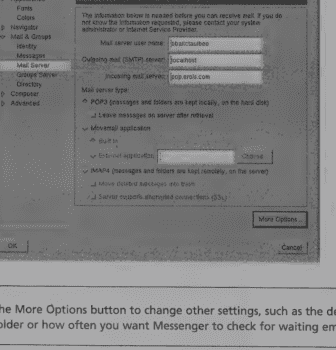 Fonts
Colors
Navigator
Mail & Groups
Identity
Messages
Mail Server
Groups Server
Directory
Computer
Advanced
The information below is needed before you can receive mail. If you do
not know the information requested, please contact your system
administrator or Internet Service Provider.
Mail server user name:
Outgoing mail (SMTP) server: localhost
Incoming mail server:
Mail server type:
POP3 (messages and folders are kept locally, on the hard disk)
Leave messages on server after retrieval
Movemail application
Built in
External application
IMAP4 (messages and folders are kept remotely, on the server)
Move deleted messages into trash
Server supports encrypted connections (SSL)
More Options...
OK
Cancel
he More Options button to change other settings, such as the de
older or how often you want Messenger to check for waiting em